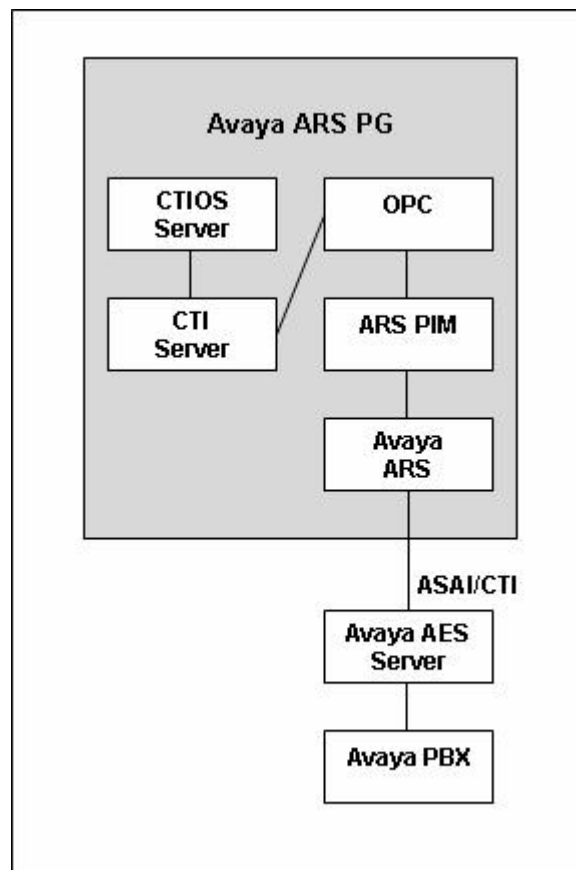 Avaya ARS PG
CTIOS
Server
OPC
CTI
Server
ARS PIM
Avaya
ARS
ASAI/CTI
Avaya AES
Server
Avaya PBX